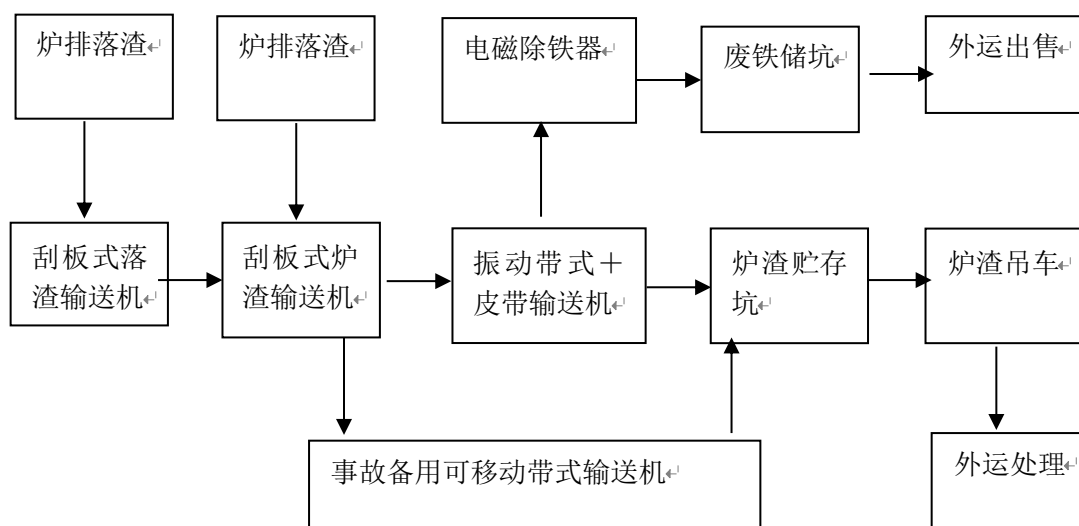 炉排落渣
炉排落渣
电磁除铁器
废铁储坑
外运出售
刮板式落
渣输送机
刮板式炉
渣输送机
振动带式＋
皮带输送机
炉渣贮存
坑
炉渣吊车
事故备用可移动带式输送机
外运处理